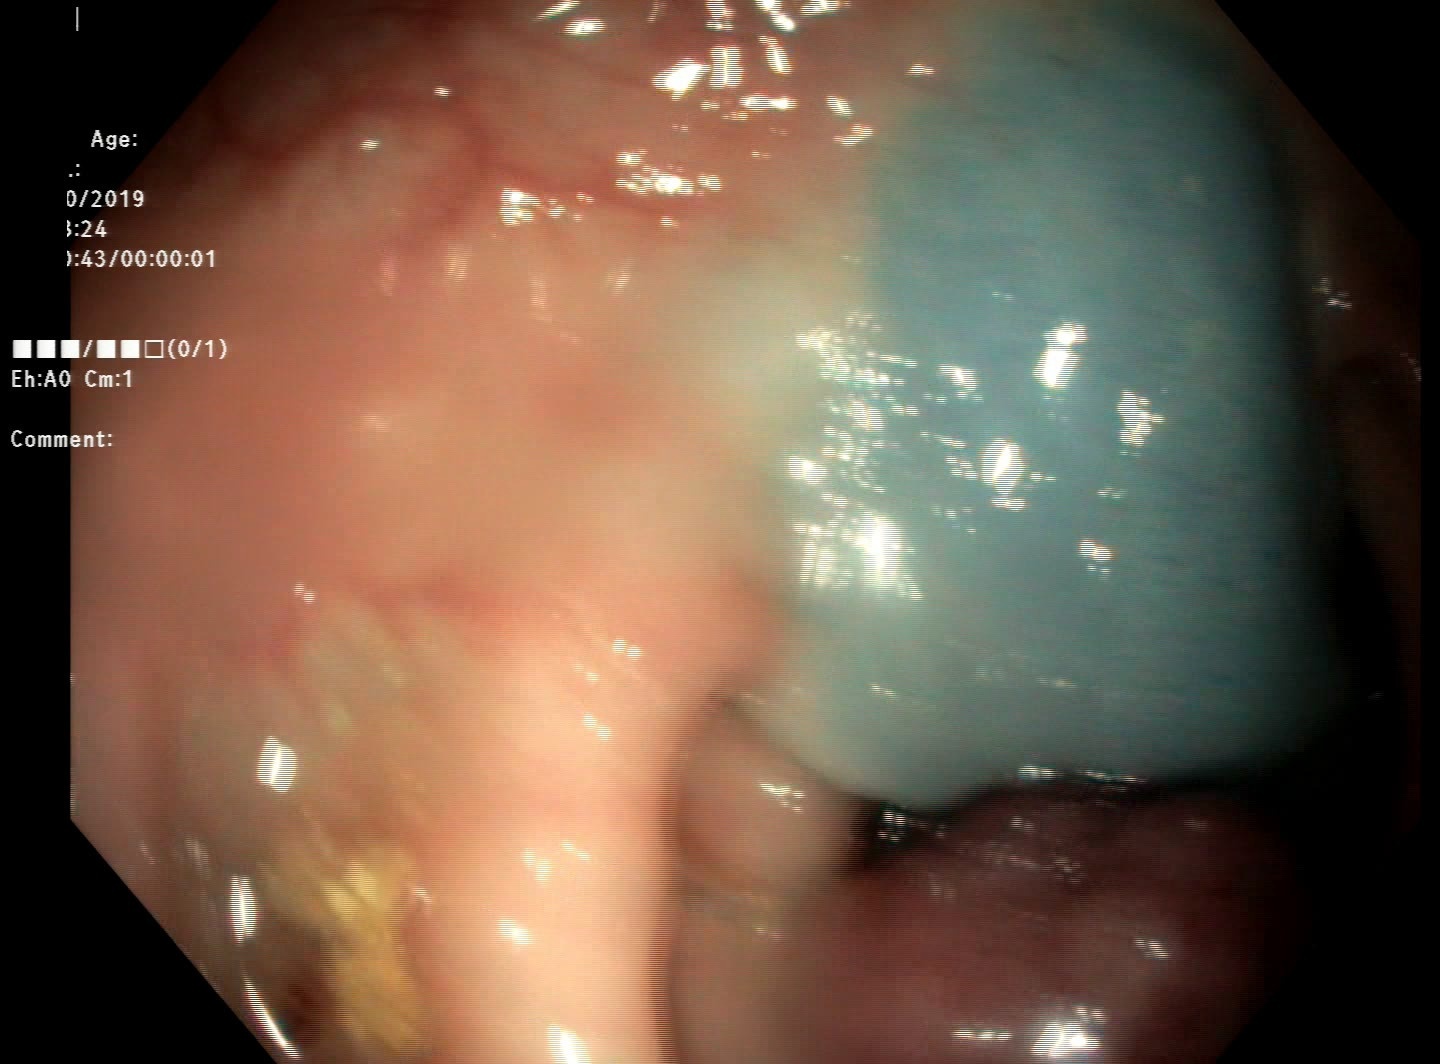 Age:
.:
0/2019
:24
:43/00:00:01
■■■/■■□(0/1)
Eh:A0 Cm:1
Comment: